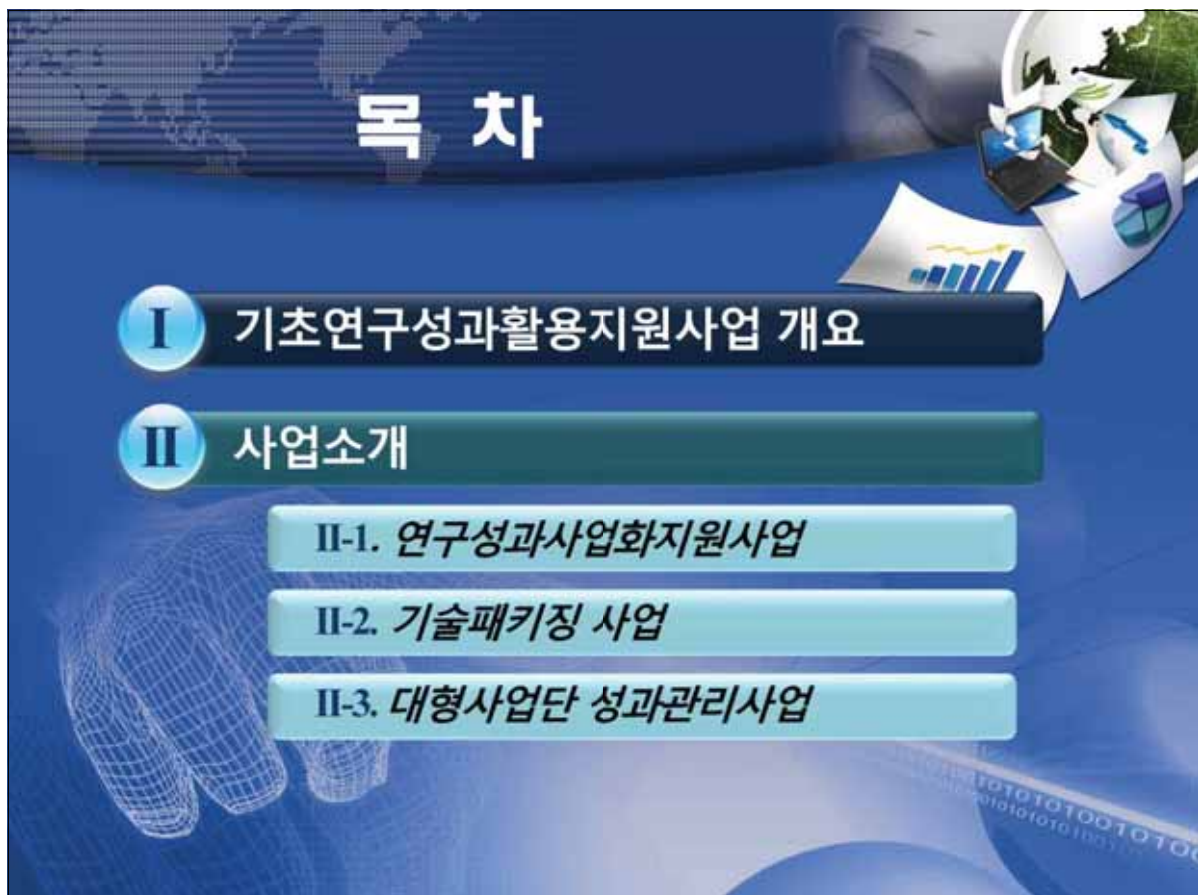 목 차
I 기초연구성과활용지원사업 개요
II 사업소개
II-1. 연구성과사업화지원사업
II-2. 기술패키징 사업
II-3. 대형사업단 성과관리사업